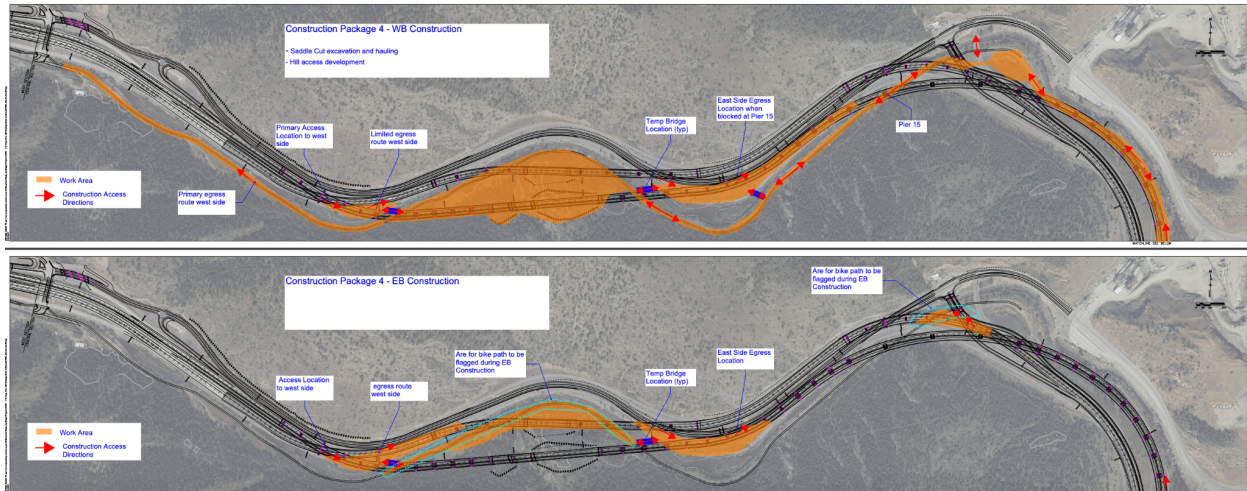 Construction Package 4 - WB Construction
- Saddle Cut excavation and hauling
- Hill access development
Primary Access
Location to west
side
Limited egress
route west side
Temp Bridge
Location (typ)
East Side Egress
Location when
blocked at Pier 15
Pier 15
Work Area
Construction Access
Directions
Primary egress
route west side
MATCHLINE SEE BELOW
Construction Package 4 - EB Construction
Are for bike path to be
flagged during EB
Construction
Are for bike path to be
flagged during EB
Construction
Access Location
to west side
egress route
west side
Temp Bridge
Location (typ)
East Side Egress
Location
Work Area
Construction Access
Directions